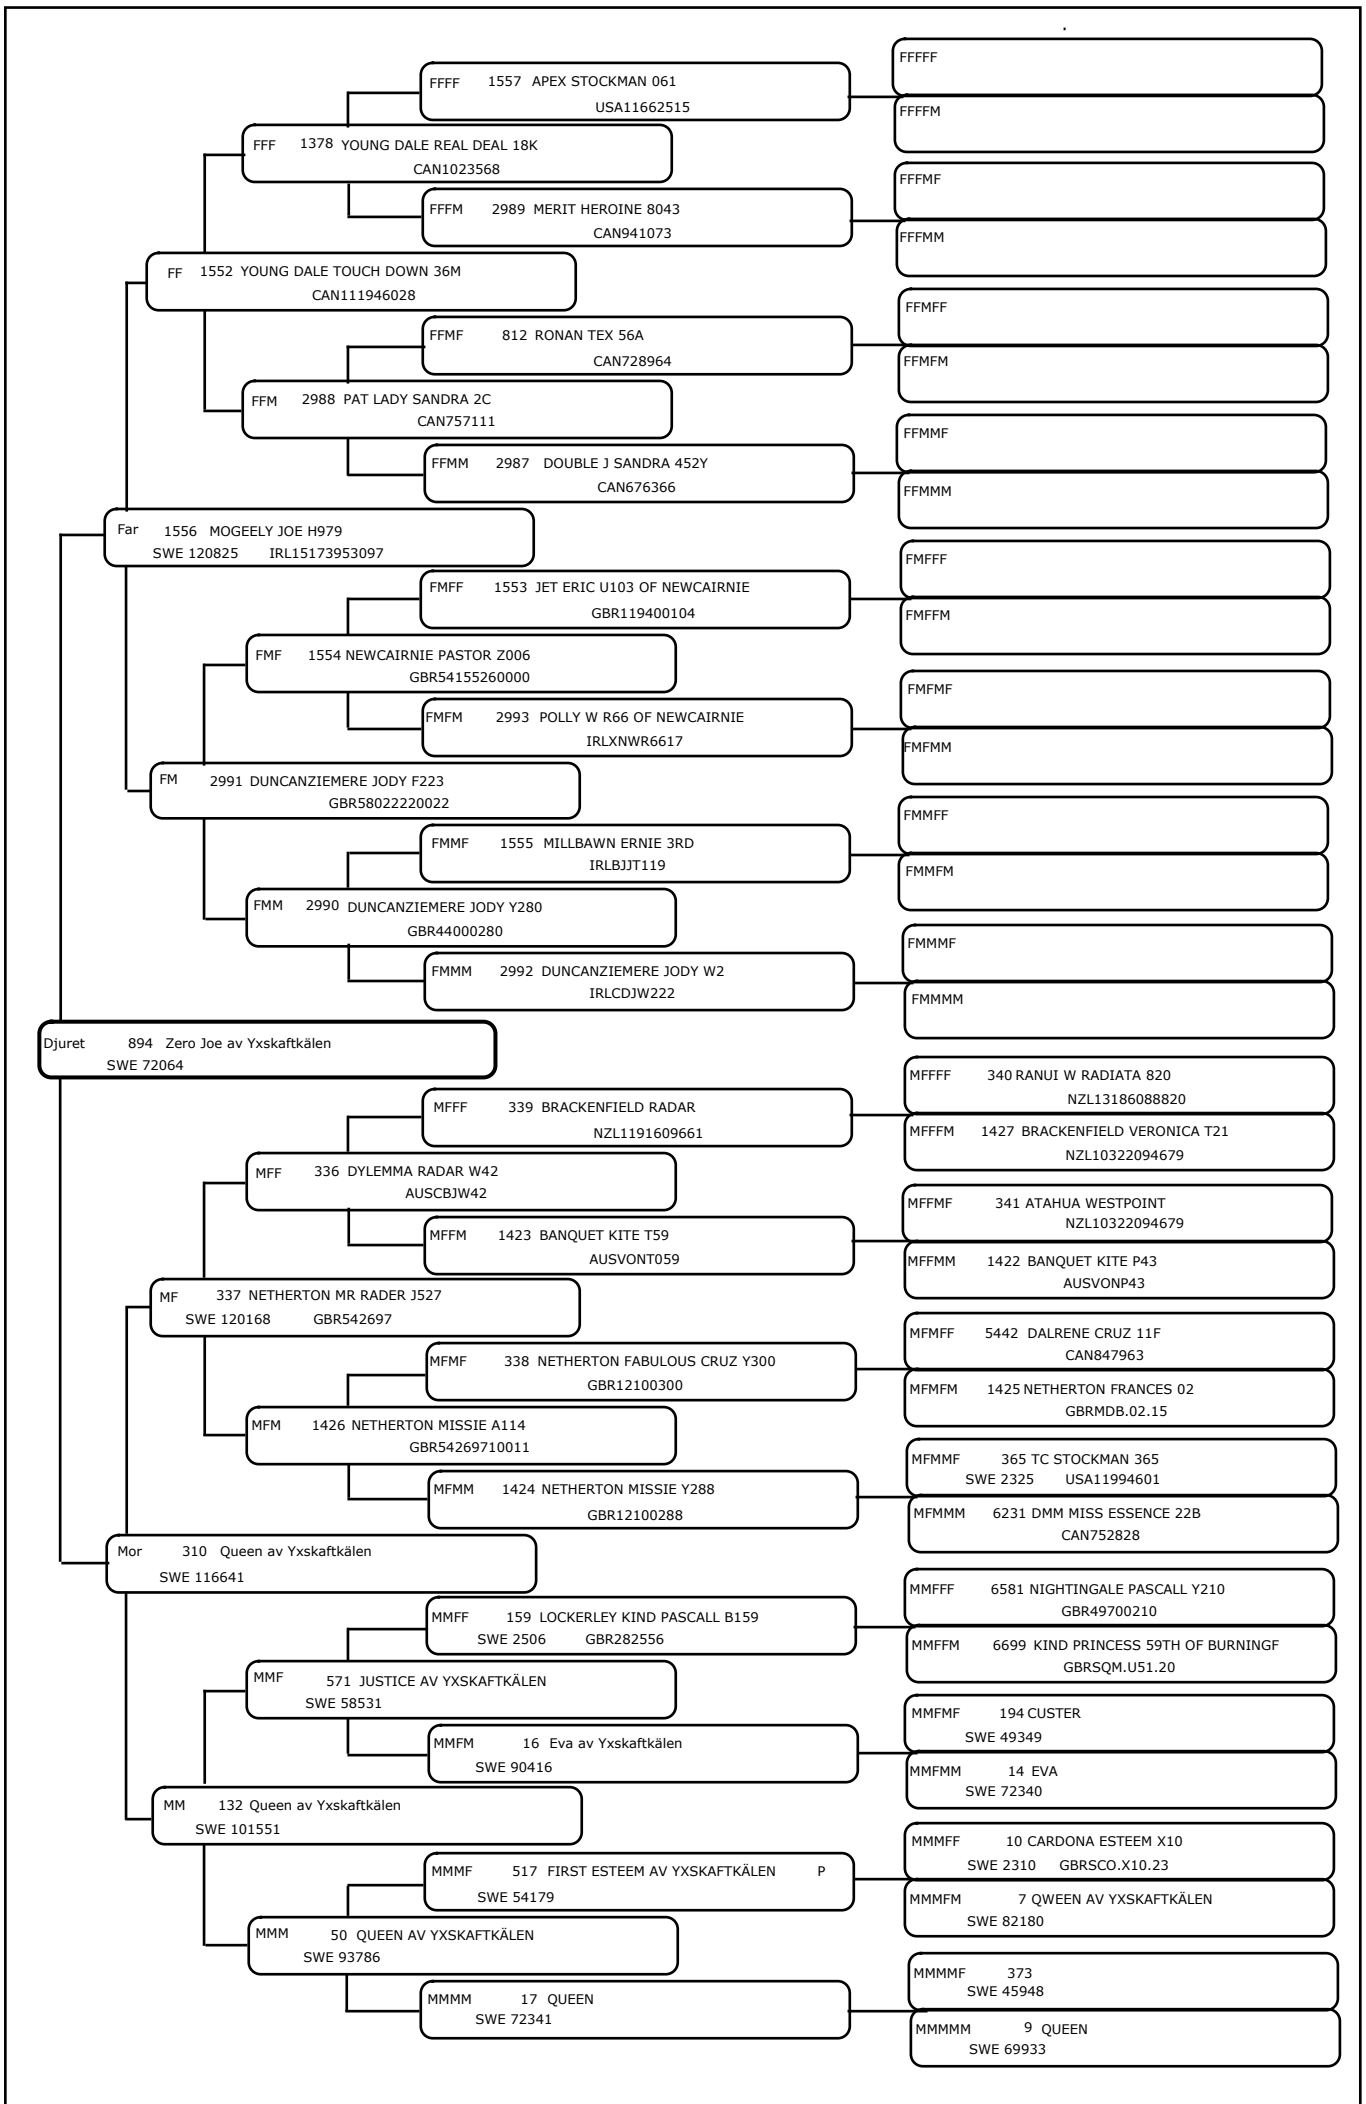 FFFFF
FFFF 1557 APEX STOCKMAN 061
USA11662515
FFFFM
FFF 1378 YOUNG DALE REAL DEAL 18K
CAN1023568
FFFMF
FFFM 2989 MERIT HEROINE 8043
CAN941073
FFFMM
FF 1552 YOUNG DALE TOUCH DOWN 36M
CAN111946028
FFMFF
FFMF 812 RONAN TEX 56A
CAN728964
FFMFM
FFM 2988 PAT LADY SANDRA 2C
CAN757111
FFMMF
FFMM 2987 DOUBLE J SANDRA 452Y
CAN676366
FFMMM
Far 1556 MOGEELY JOE H979
SWE 120825 IRL15173953097
FMFFF
FMFF 1553 JET ERIC U103 OF NEWCAIRNIE
GBR119400104
FMFFM
FMF 1554 NEWCAIRNIE PASTOR Z006
GBR54155260000
FMFMF
FMFM 2993 POLLY W R66 OF NEWCAIRNIE
IRLXNWR6617
FMFMM
FM 2991 DUNCANZIEMERE JODY F223
GBR58022220022
FMMFF
FMMF 1555 MILLBAWN ERNIE 3RD
IRLBJJT119
FMMFM
FMM 2990 DUNCANZIEMERE JODY Y280
GBR44000280
FMMMF
FMMM 2992 DUNCANZIEMERE JODY W2
IRLCDJW222
FMMMM
Djuret 894 Zero Joe av Yxskaftkälen
SWE 72064
MFFFF 340 RANUI W RADIATA 820
NZL13186088820
MFFF 339 BRACKENFIELD RADAR
NZL1191609661
MFFFM 1427 BRACKENFIELD VERONICA T21
NZL10322094679
MFF 336 DYLEMMA RADAR W42
AUSCBJW42
MFFMF 341 ATAHUA WESTPOINT
NZL10322094679
MFFM 1423 BANQUET KITE T59
AUSVONT059
MFFMM 1422 BANQUET KITE P43
AUSVONP43
MF 337 NETHERTON MR RADER J527
SWE 120168 GBR542697
MFMFF 5442 DALRENE CRUZ 11F
CAN847963
MFMF 338 NETHERTON FABULOUS CRUZ Y300
GBR12100300
MFMFM 1425 NETHERTON FRANCES 02
GBRMDB.02.15
MFM 1426 NETHERTON MISSIE A114
GBR54269710011
MFMMF 365 TC STOCKMAN 365
SWE 2325 USA11994601
MFMM 1424 NETHERTON MISSIE Y288
GBR12100288
MFMMM 6231 DMM MISS ESSENCE 22B
CAN752828
Mor 310 Queen av Yxskaftkälen
SWE 116641
MMFFF 6581 NIGHTINGALE PASCALL Y210
GBR49700210
MMFF 159 LOCKERLEY KIND PASCALL B159
SWE 2506 GBR282556
MMFFM 6699 KIND PRINCESS 59TH OF BURNINGF
GBRSQM.U51.20
MMF 571 JUSTICE AV YXSKAFTKÄLEN
SWE 58531
MMFMF 194 CUSTER
SWE 49349
MMFM 16 Eva av Yxskaftkälen
SWE 90416
MMFMM 14 EVA
SWE 72340
MM 132 Queen av Yxskaftkälen
SWE 101551
MMMFF 10 CARDONA ESTEEM X10
SWE 2310 GBRSCO.X10.23
MMMF 517 FIRST ESTEEM AV YXSKAFTKÄLEN P
SWE 54179
MMMFM 7 QWEEN AV YXSKAFTKÄLEN
SWE 82180
MMM 50 QUEEN AV YXSKAFTKÄLEN
SWE 93786
MMMMF 373
SWE 45948
MMMM 17 QUEEN
SWE 72341
MMMMM 9 QUEEN
SWE 69933